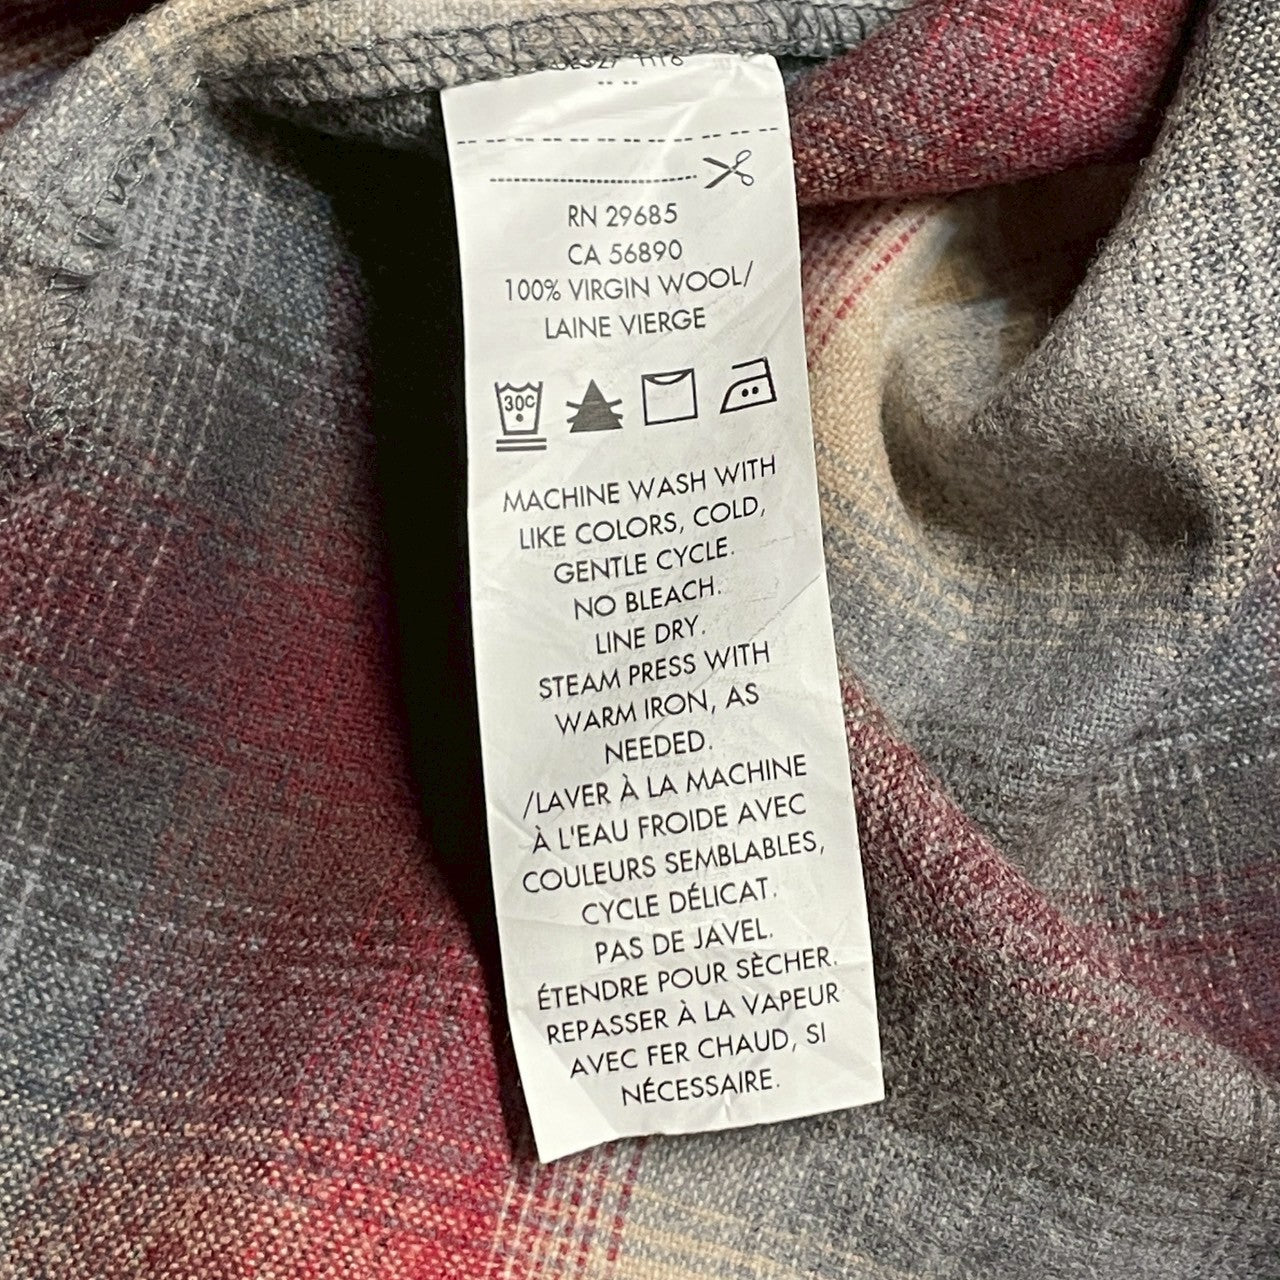 RN 29685
CA 56890
100% VIRGIN WOOL/
LAINE VIERGE
30C
MACHINE WASH WITH
LIKE COLORS, COLD,
GENTLE CYCLE.
NO BLEACH.
LINE DRY.
STEAM PRESS WITH
WARM IRON, AS
NEEDED.
/LAVER À LA MACHINE
À L'EAU FROIDE AVEC
COULEURS SEMBLABLES,
CYCLE DÉLICAT.
PAS DE JAVEL.
ÉTENDRE POUR SÈCHER.
REPASSER À LA VAPEUR
AVEC FER CHAUD, SI
NÉCESSAIRE.